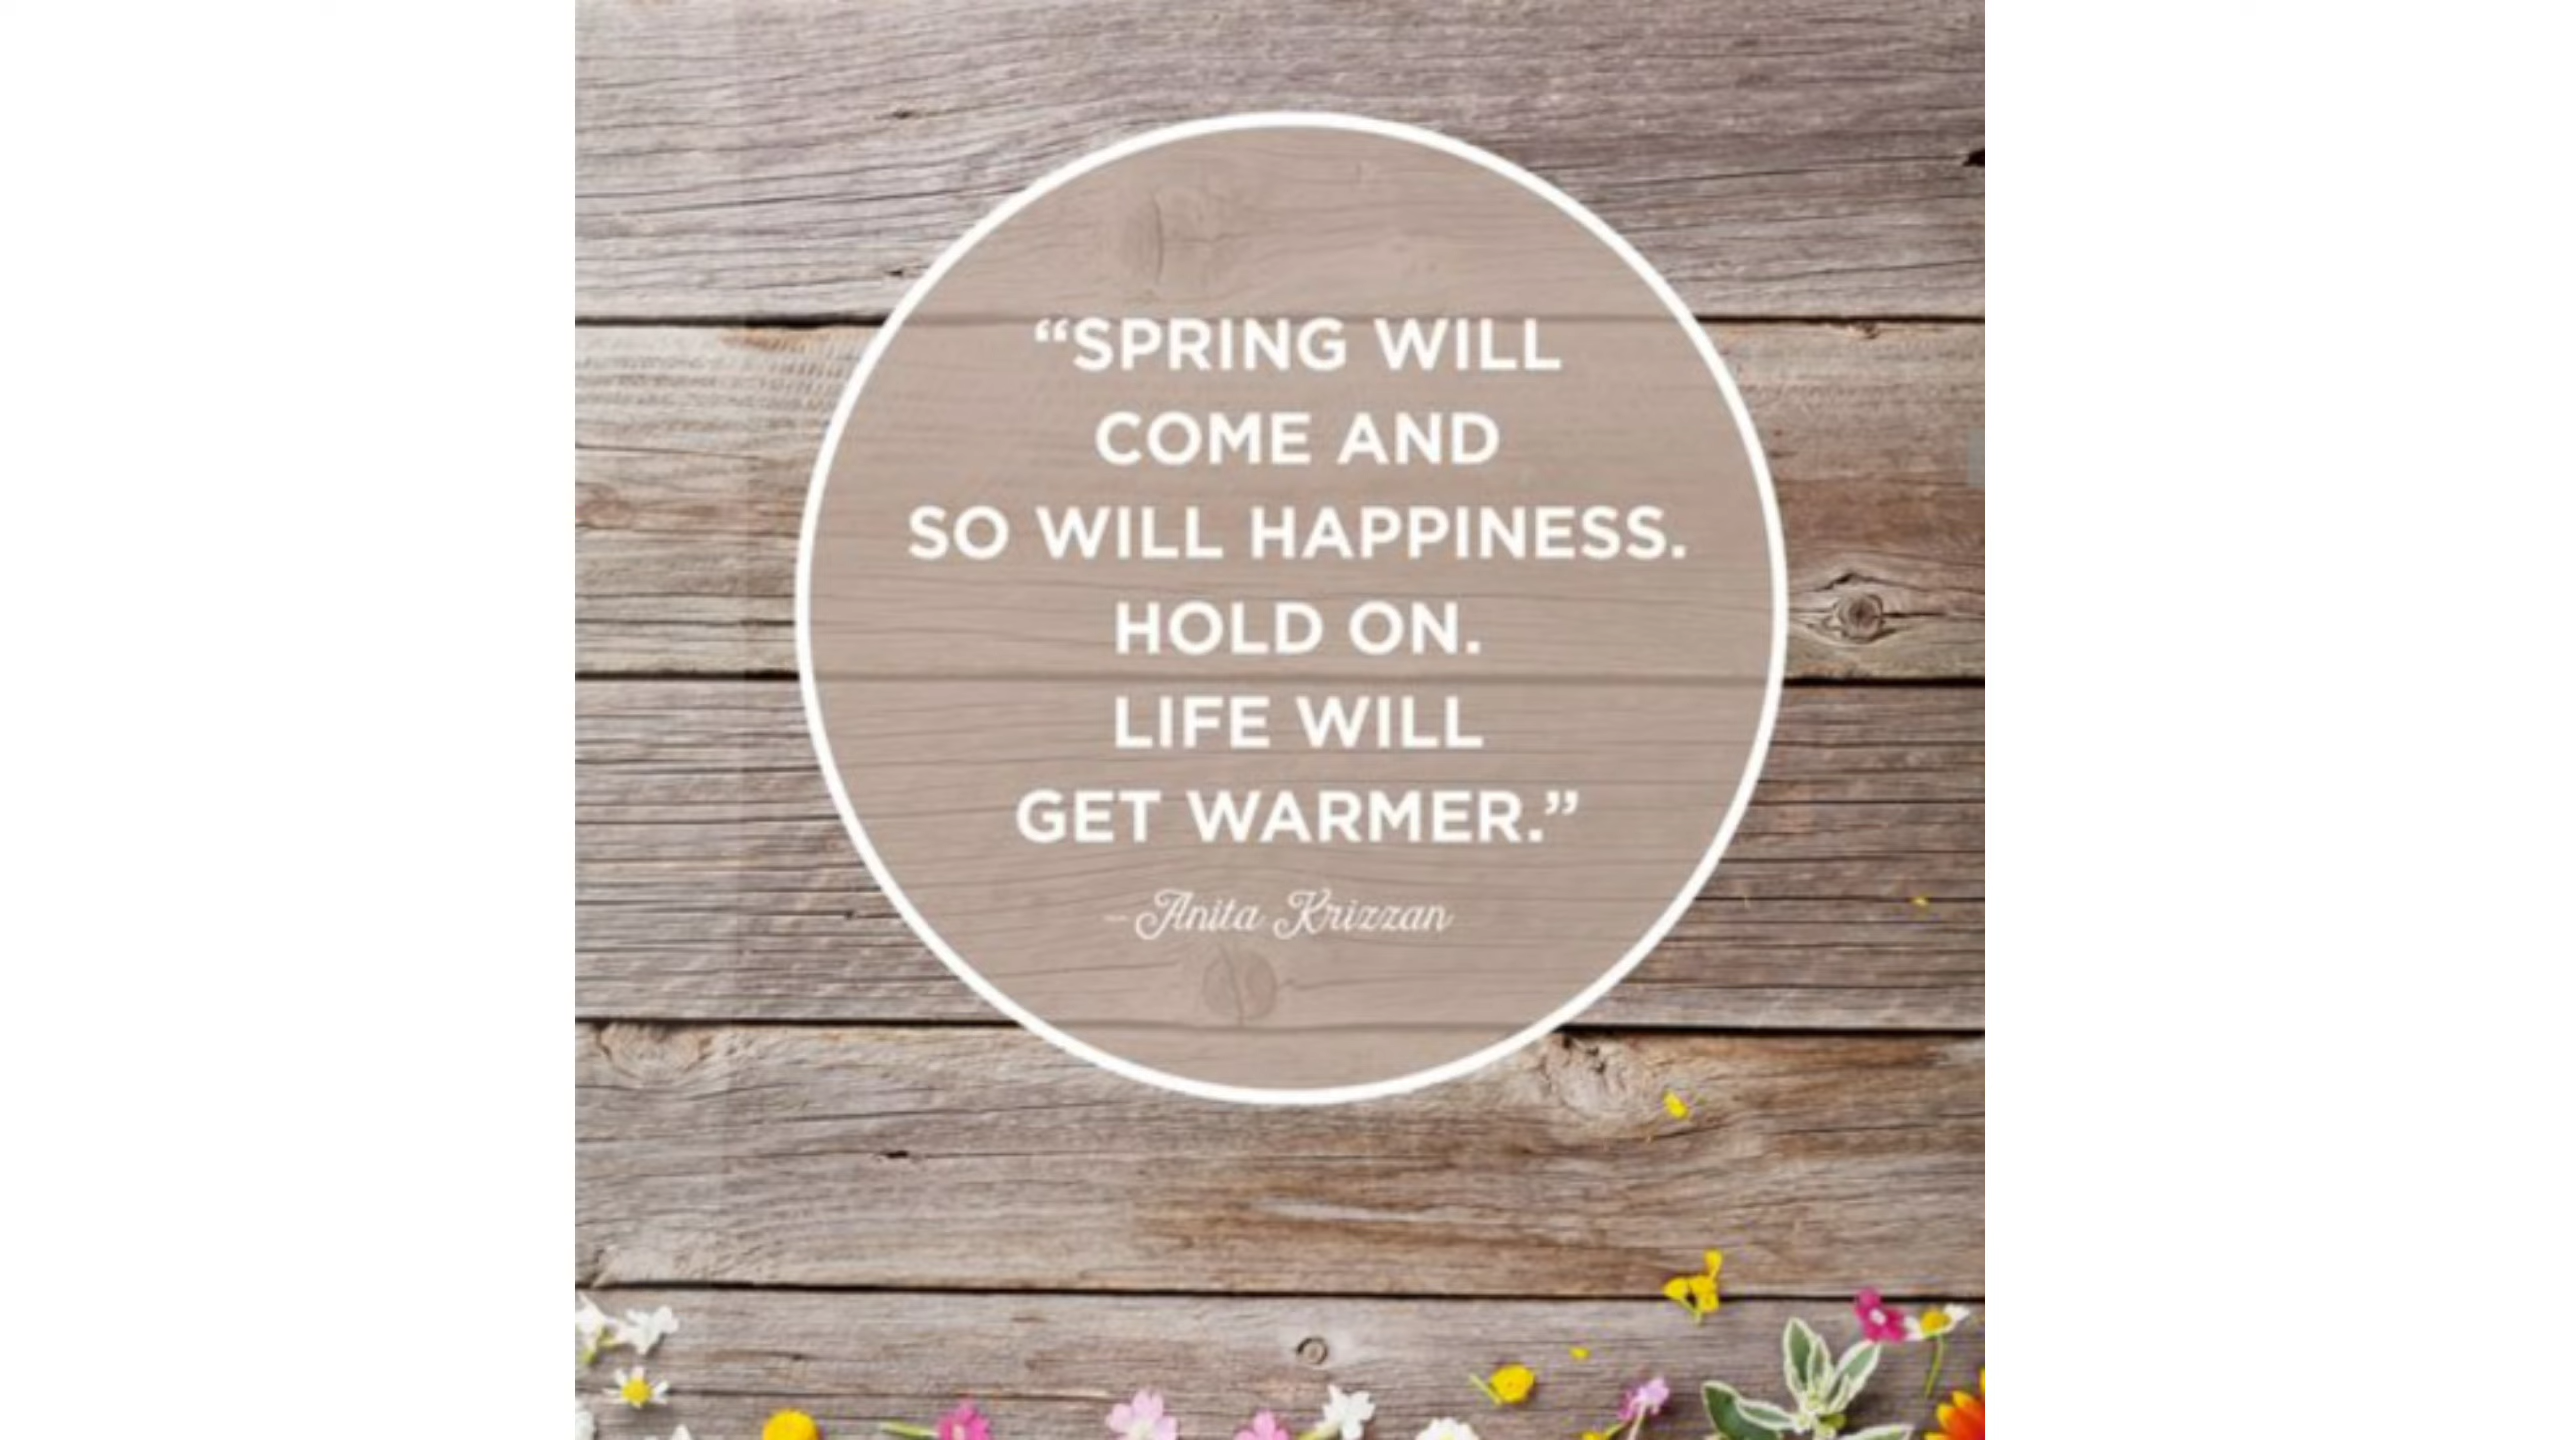 “SPRING WILL
COME AND
SO WILL HAPPINESS.
HOLD ON.
LIFE WILL
GET WARMER.”
– Anita Krizzan